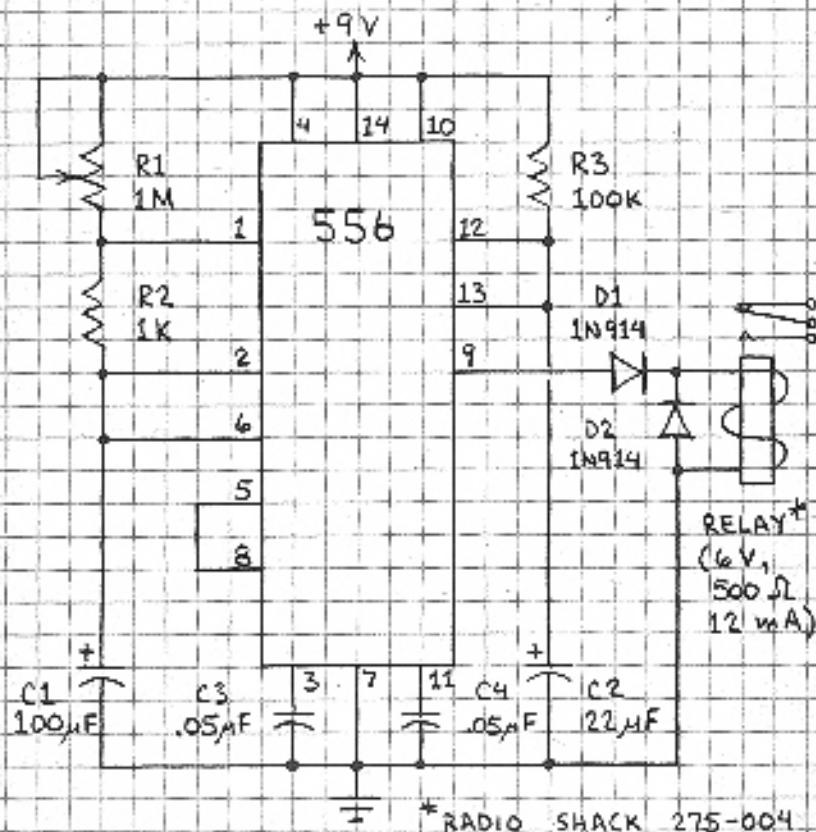 +9V
4 14 10
R1
1M
R3
100K
1
556
12
R2
1K
13
D1
1N914
2
9
6
D2
1N914
5
8
RELAY*
(6V,
500 Ω
12 mA)
+
+
C1
100μF
C3
.05μF
3 7 11
C4
.05μF
C2
22μF
*RADIO SHACK 275-004